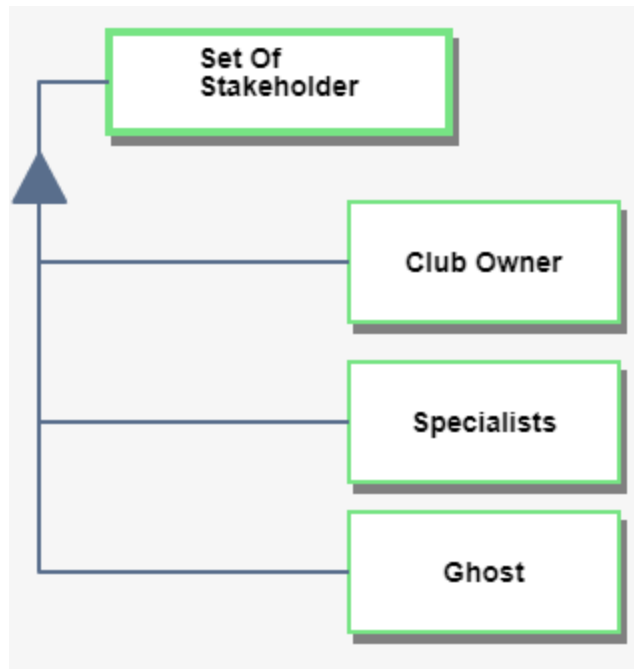 Set Of
Stakeholder
Club Owner
Specialists
Ghost